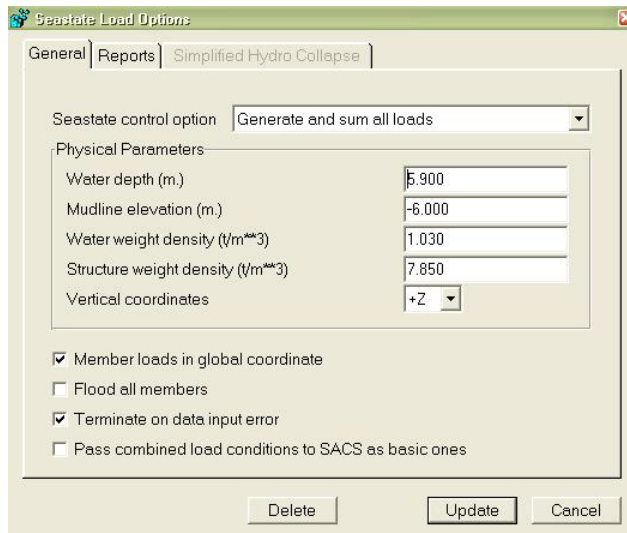 Seastate Load Options
General Reports Simplified Hydro Collapse
Seastate control option Generate and sum all loads
Physical Parameters
Water depth (m.) 5.900
Mudline elevation (m.) -6.000
Water weight density (t/m**3) 1.030
Structure weight density (t/m**3) 7.850
Vertical coordinates +Z
Member loads in global coordinate
Flood all members
Terminate on data input error
Pass combined load conditions to SACS as basic ones
Delete Update Cancel